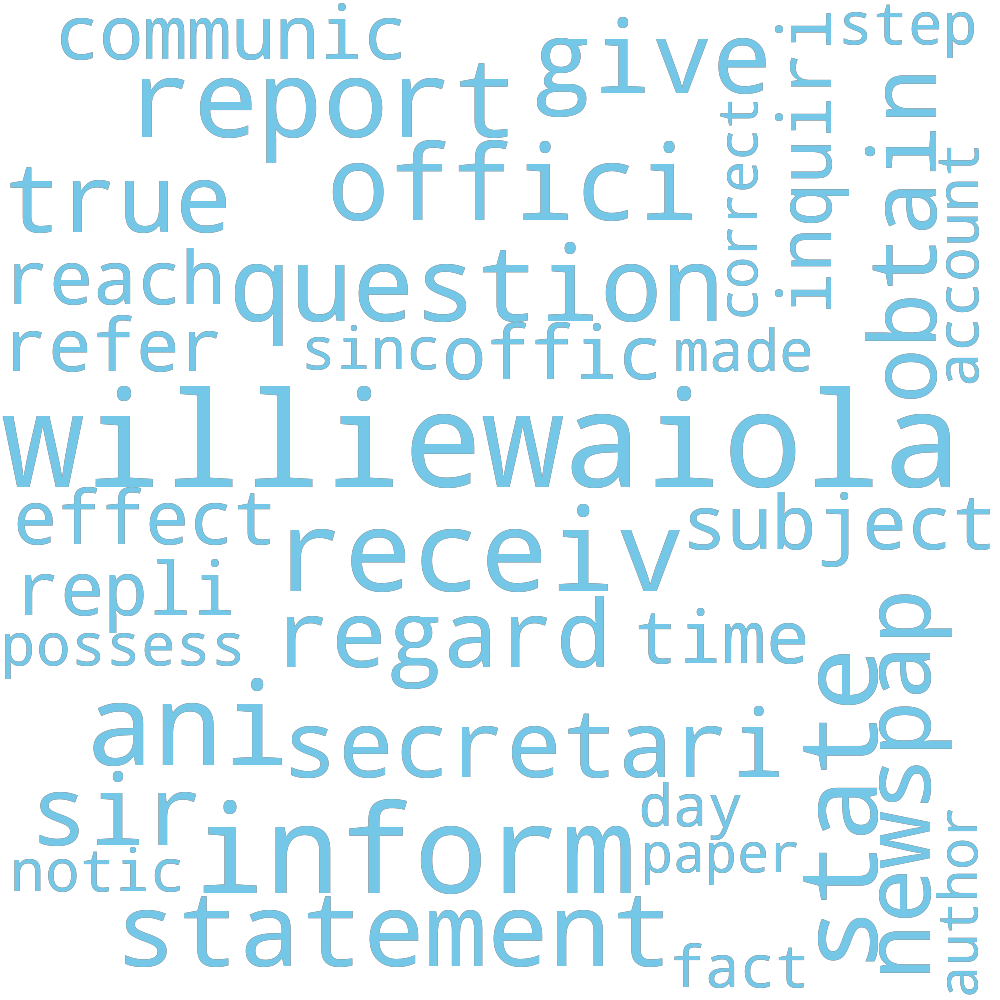 communic
give
step
report
inquiri
obtain
correct
account
true
offici
reach
question
refer
sinc
offic
made
williewaiola
effect
receiv
subject
repli
possess
regard
time
state
newspap
ani
secretari
sir
inform
day
notic
paper
author
statement
fact